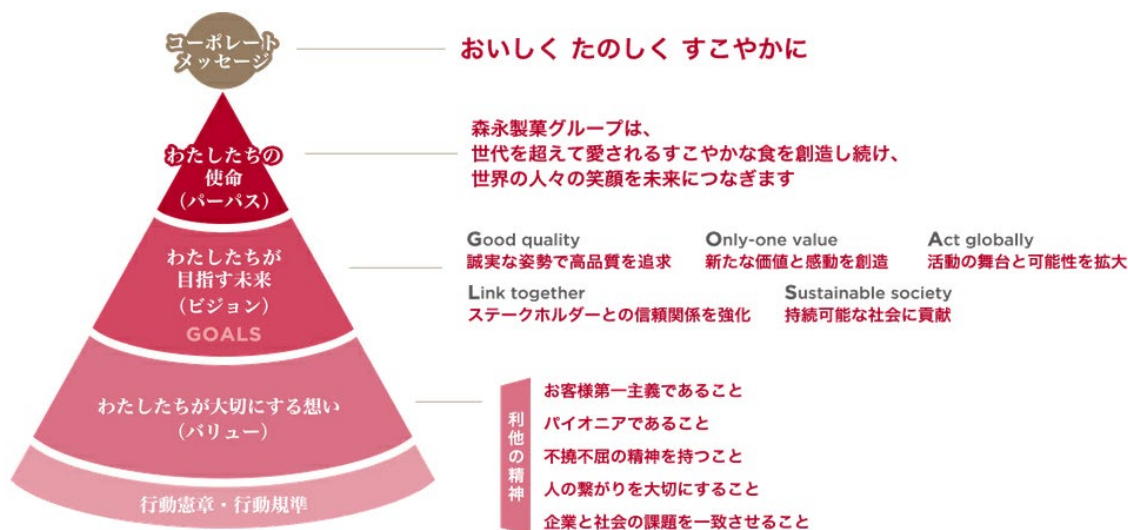 コーポレート
メッセージ
おいしく たのしく すこやかに
わたしたちの
使命
（パーパス）
森永製菓グループは、
世代を超えて愛されるすこやかな食を創造し続け、
世界の人々の笑顔を未来につなぎます
わたしたちが
目指す未来
（ビジョン）
GOALS
Good quality
誠実な姿勢で高品質を追求
Only-one value
新たな価値と感動を創造
Act globally
活動の舞台と可能性を拡大
Link together
ステークホルダーとの信頼関係を強化
Sustainable society
持続可能な社会に貢献
わたしたちが大切にする想い
（バリュー）
利他の精神
お客様第一主義であること
パイオニアであること
不撓不屈の精神を持つこと
人の繋がりを大切にすること
企業と社会の課題を一致させること
行動憲章・行動規準